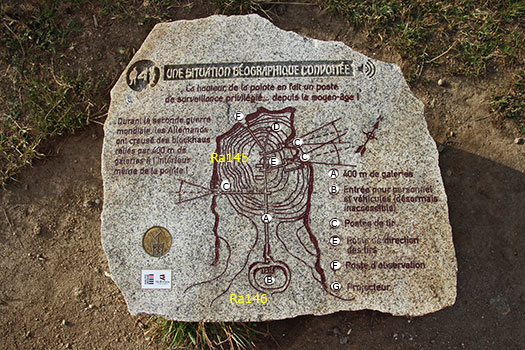 41
UNE SITUATION GÉOGRAPHIQUE CONVOITÉE
La hauteur de la pointe en fait un poste
de surveillance privilégié... depuis le moyen-âge !
Durant la seconde guerre
mondiale, les Allemands
ont creusé des blockhaus
reliés par 400 m de
galeries à l'intérieur
même de la pointe !
F
D
C
E
C
C
Ra145
C
A
B
Ra146
A 400 m de galeries
B Entrée pour personnel
et véhicules (désormais
inaccessible)
C Postes de tir
E Poste de direction
des tirs
F Poste d'observation
G Projecteur